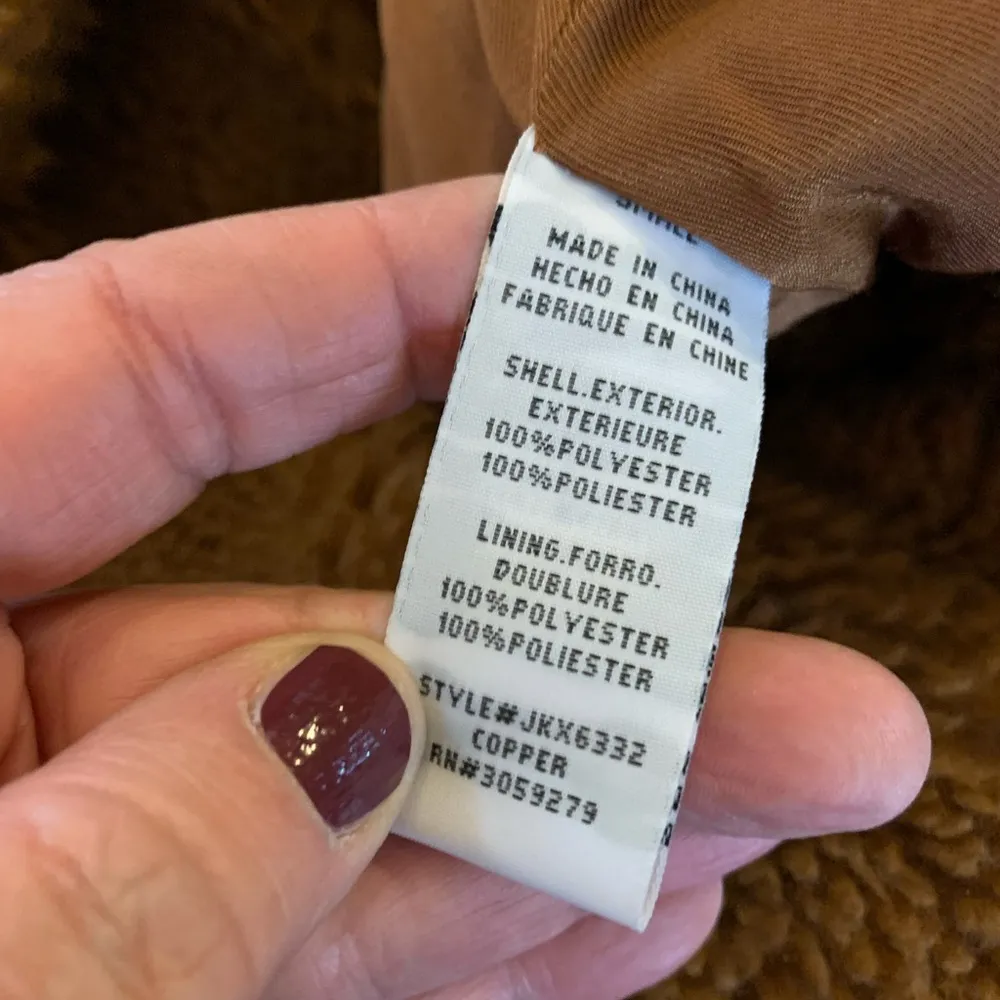 SMALL
MADE IN CHINA
HECHO EN CHINA
FABRIQUE EN CHINE
SHELL.EXTERIOR.
EXTERIEURE
100%POLYESTER
100%POLIESTER
LINING.FORRO.
DOUBLURE
100%POLYESTER
100%POLIESTER
STYLE#JKX6332
COPPER
RN#3059279